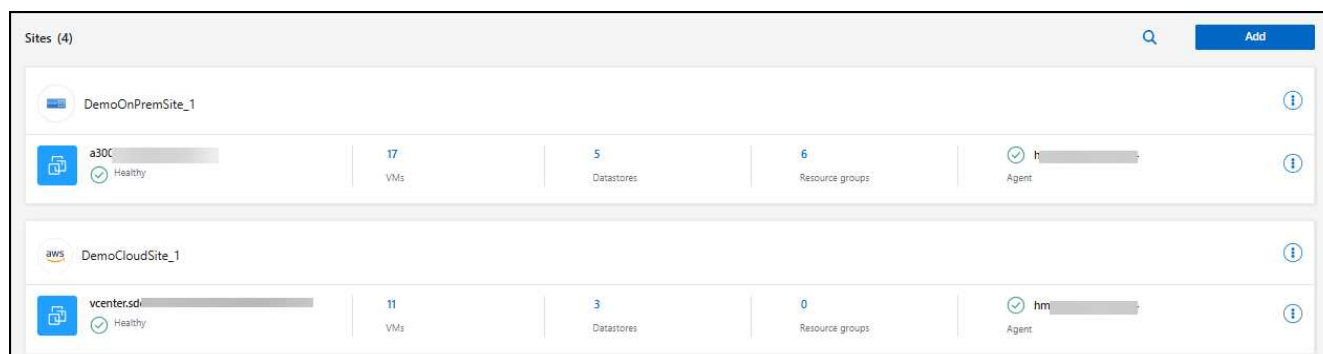 Sites (4)
Add
DemoOnPremSite_1
a300
Healthy
17
VMs
5
Datastores
6
Resource groups
h
Agent
aws
DemoCloudSite_1
vcenter.sd
Healthy
11
VMs
3
Datastores
0
Resource groups
hm
Agent